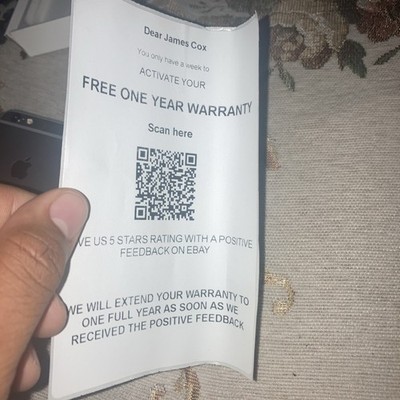 Dear James Cox
You only have a week to
ACTIVATE YOUR
FREE ONE YEAR WARRANTY
Scan here
VE US 5 STARS RATING WITH A POSITIVE
FEEDBACK ON EBAY
WE WILL EXTEND YOUR WARRANTY TO
ONE FULL YEAR AS SOON AS WE
RECEIVED THE POSITIVE FEEDBACK